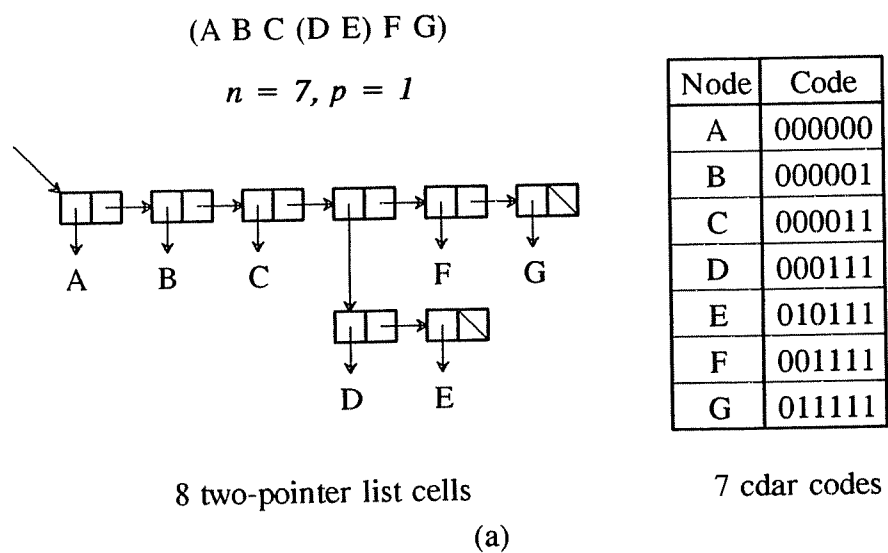 (A B C (D E) F G)
n = 7, p = 1
A B C F G
D E
8 two-pointer list cells
Node Code
A 000000
B 000001
C 000011
D 000111
E 010111
F 001111
G 011111
7 cdar codes
(a)